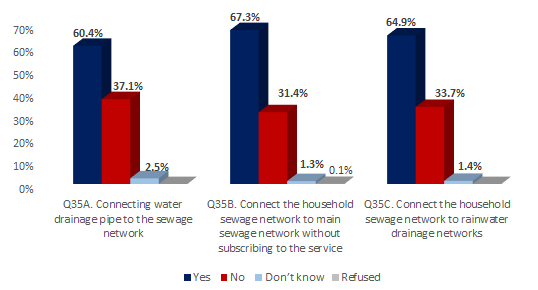 67.3%
64.9%
60.4%
70%
60%
50%
40%
30%
20%
10%
0%
37.1%
31.4%
33.7%
2.5%
1.3%
0.1%
1.4%
Q35A. Connecting water
drainage pipe to the sewage
network
Q35B. Connect the household
sewage network to main
sewage network without
subscribing to the service
Q35C. Connect the household
sewage network to rainwater
drainage networks
Yes No Don't know Refused